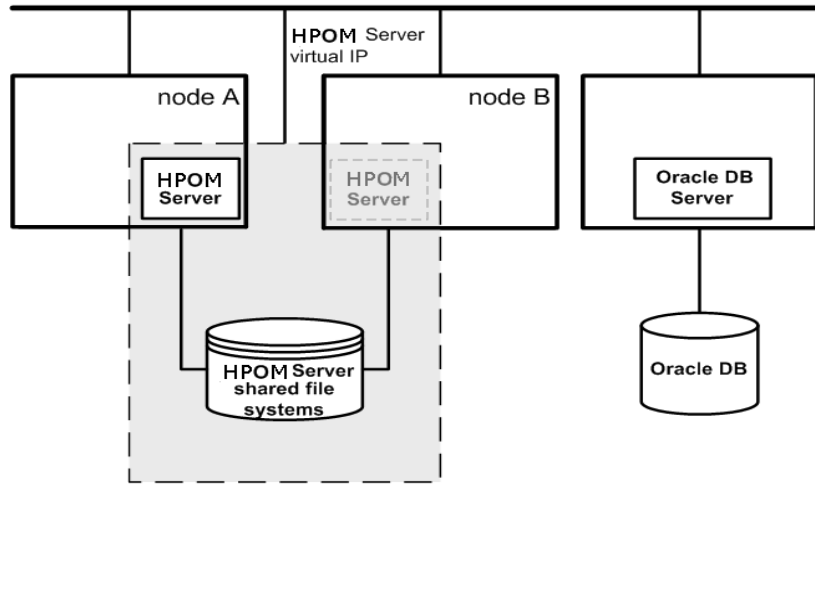 HPOM Server
virtual IP
node A
node B
HPOM
Server
HPOM
Server
Oracle DB
Server
HPOM Server
shared file
systems
Oracle DB